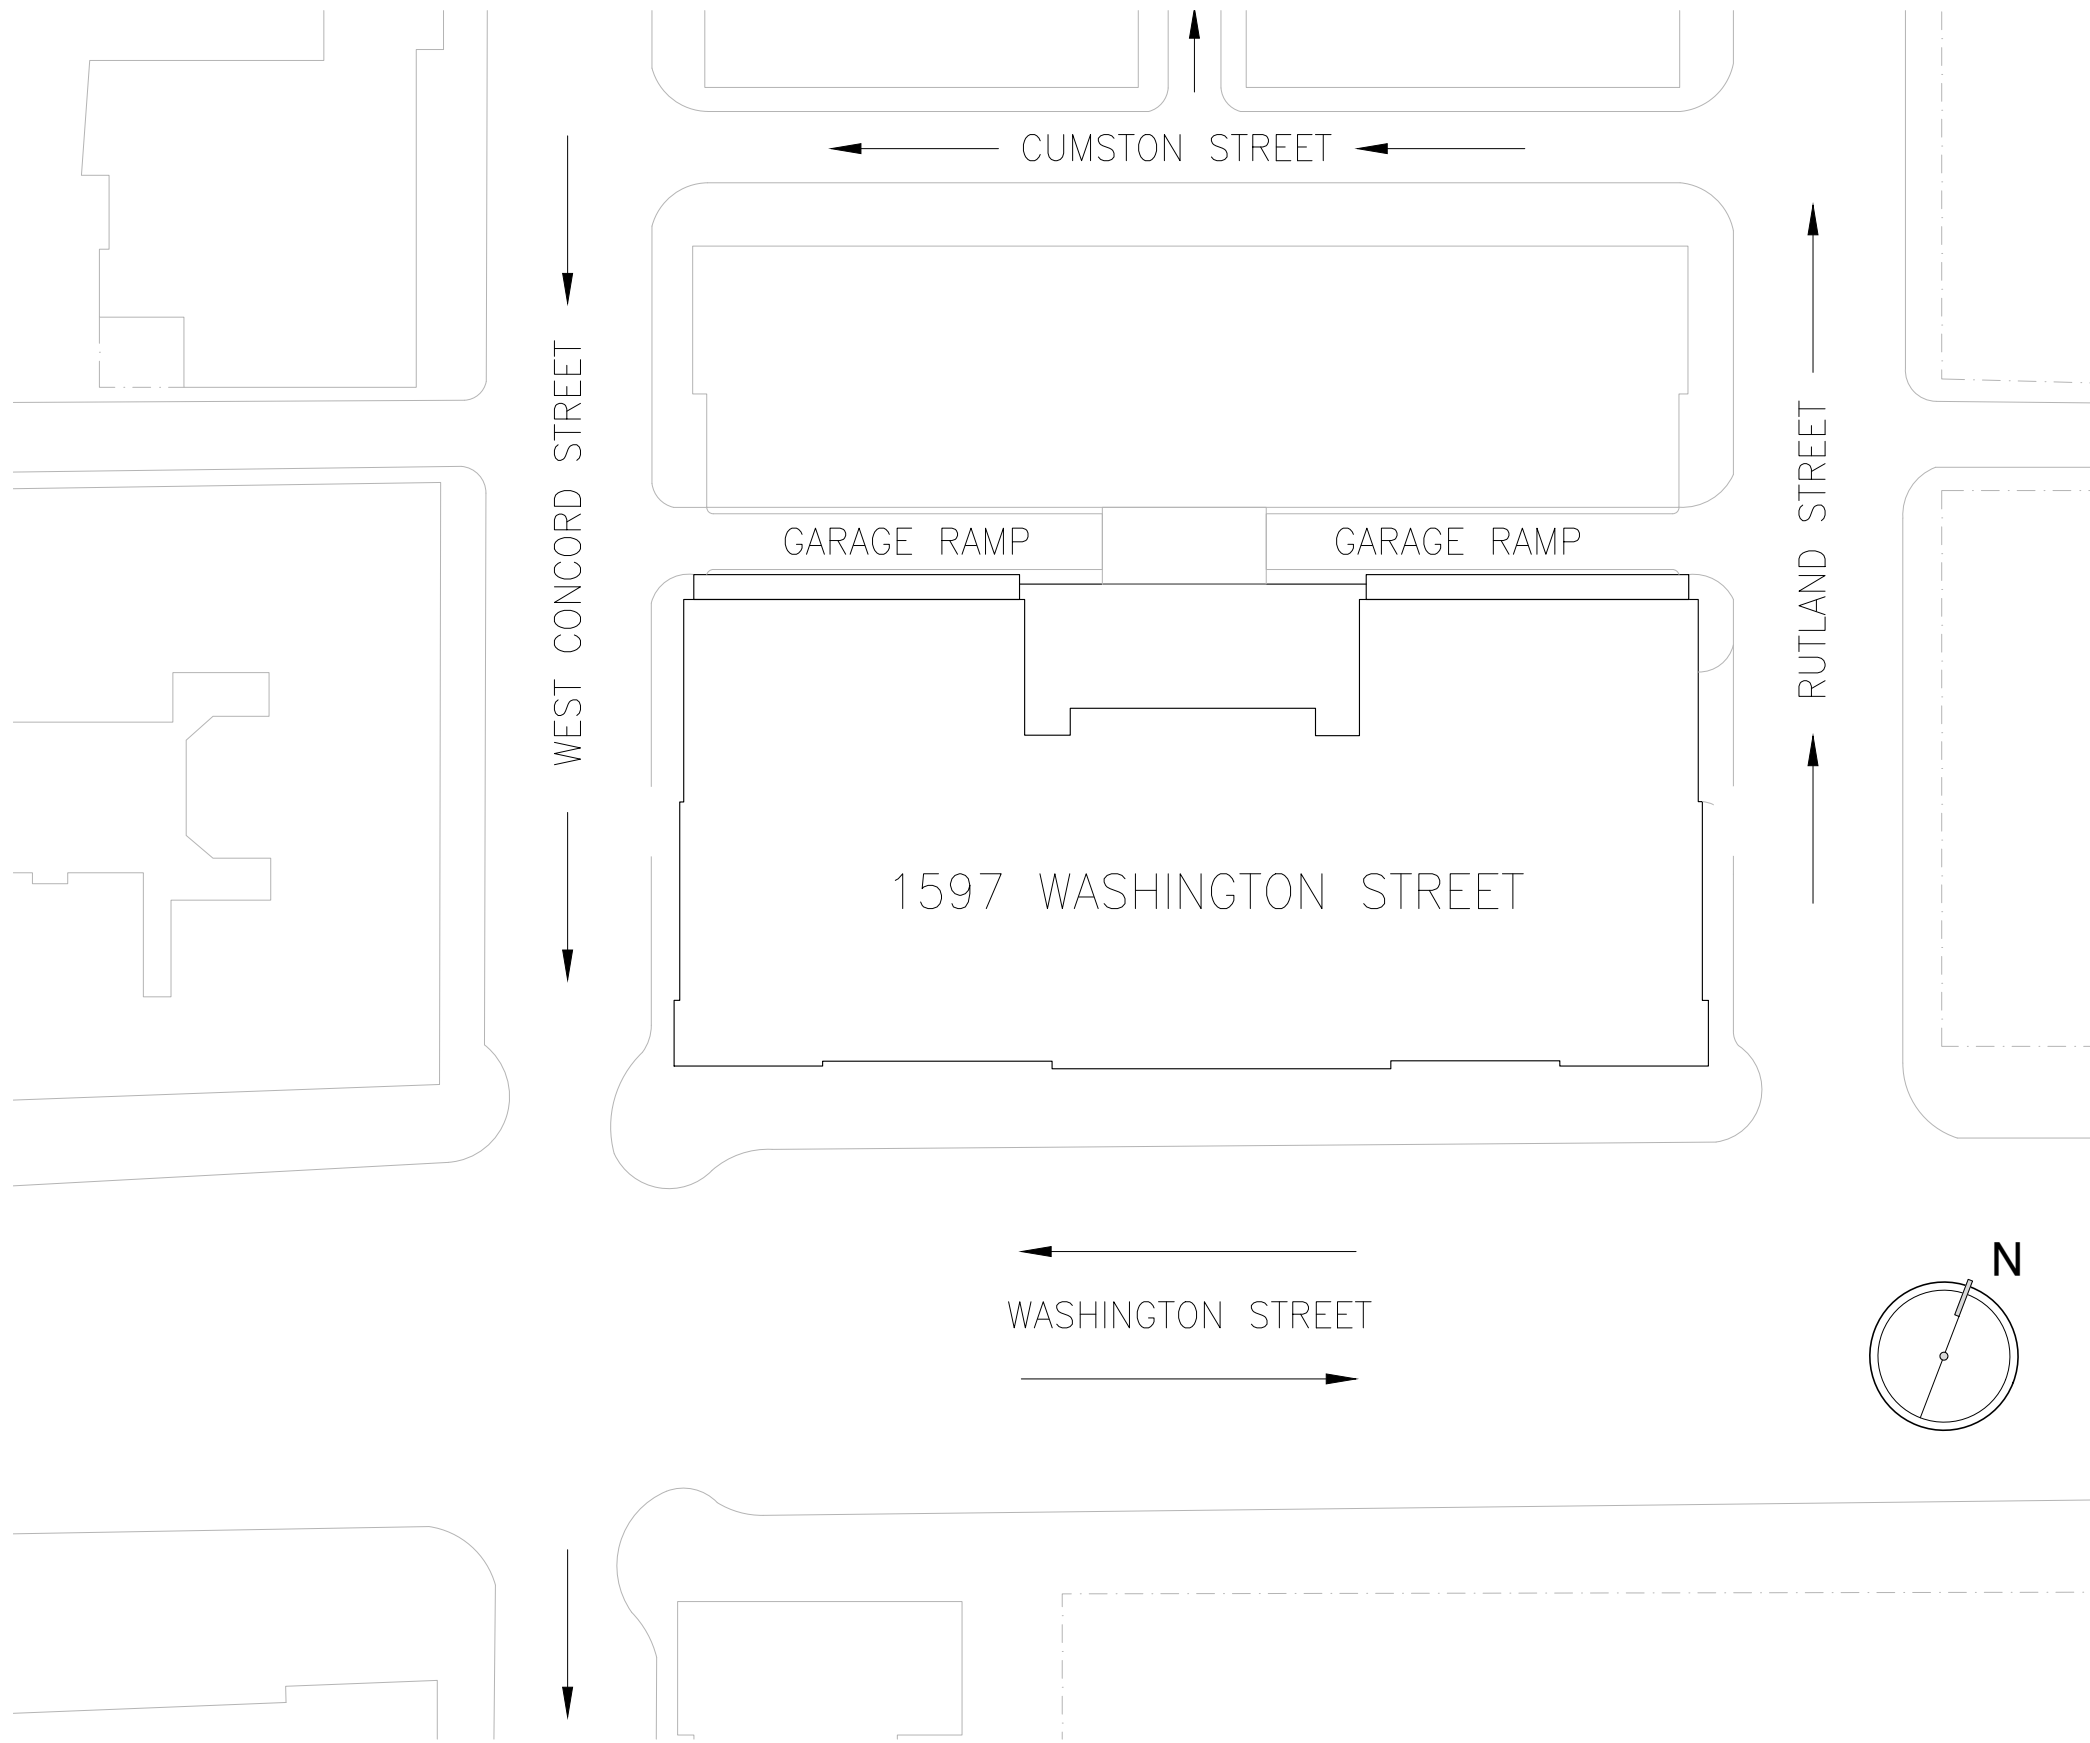 CUMSTON STREET
WEST CONCORD STREET
RUTLAND STREET
GARAGE RAMP
GARAGE RAMP
1597 WASHINGTON STREET
WASHINGTON STREET
N